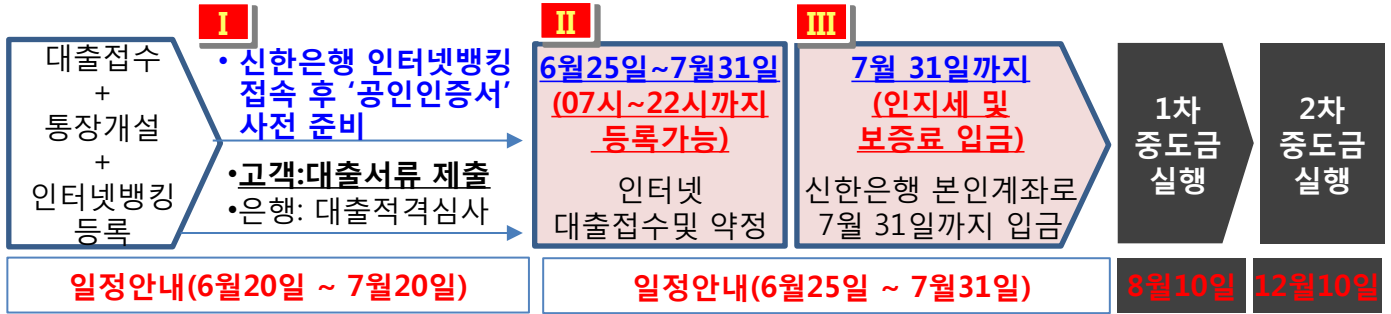 I
II
III
대출접수
+
통장개설
+
인터넷뱅킹
등록
• 신한은행 인터넷뱅킹
접속 후 ‘공인인증서’
사전 준비
•고객:대출서류 제출
•은행: 대출적격심사
6월25일~7월31일
(07시~22시까지
등록가능)
인터넷
대출접수및 약정
7월 31일까지
(인지세 및
보증료 입금)
신한은행 본인계좌로
7월 31일까지 입금
1차
중도금
실행
2차
중도금
실행
일정안내(6월20일 ~ 7월20일)
일정안내(6월25일 ~ 7월31일)
8월10일
12월10일